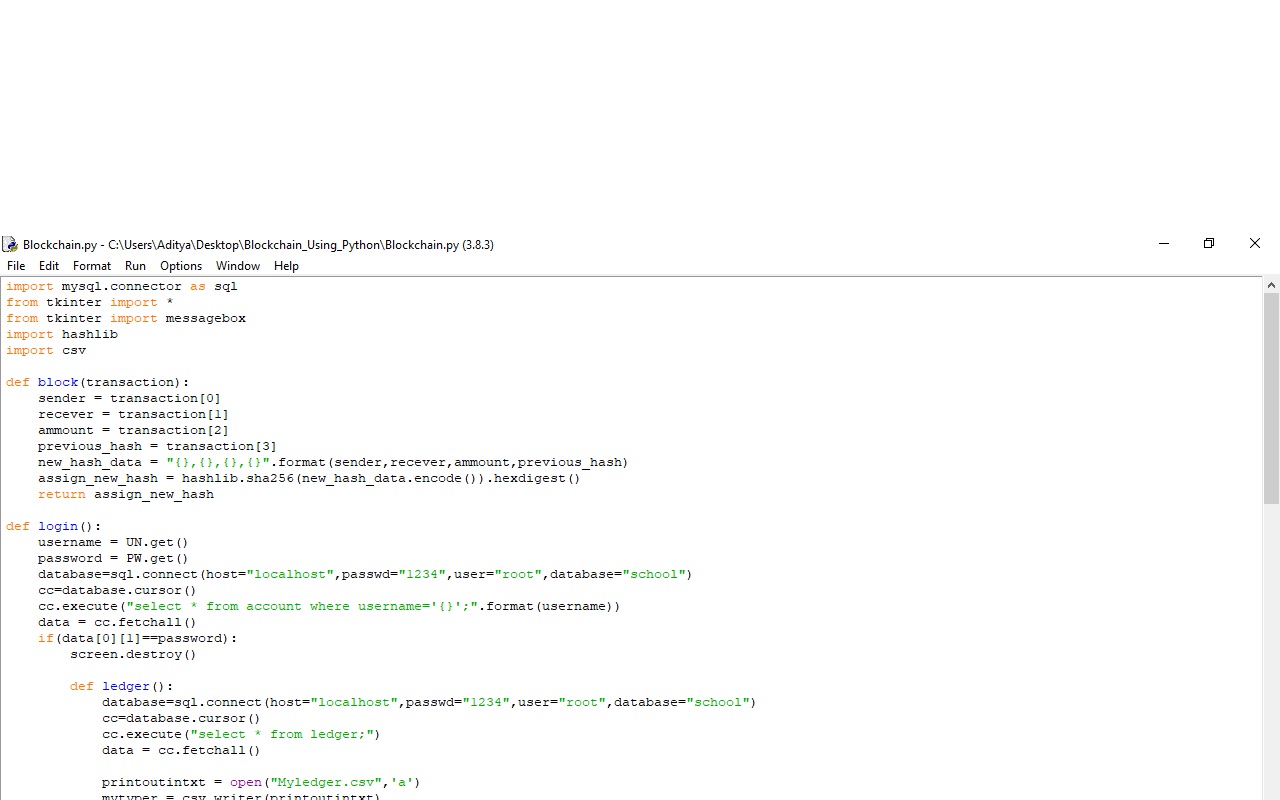 Blockchain.py - C:\Users\Aditya\Desktop\Blockchain_Using_Python\Blockchain.py (3.8.3)
File Edit Format Run Options Window Help
import mysql.connector as sql
from tkinter import *
from tkinter import messagebox
import hashlib
import csv

def block(transaction):
    sender = transaction[0]
    recever = transaction[1]
    ammount = transaction[2]
    previous_hash = transaction[3]
    new_hash_data = "{},{},{},{}".format(sender,recever,ammount,previous_hash)
    assign_new_hash = hashlib.sha256(new_hash_data.encode()).hexdigest()
    return assign_new_hash

def login():
    username = UN.get()
    password = PW.get()
    database=sql.connect(host="localhost",passwd="1234",user="root",database="school")
    cc=database.cursor()
    cc.execute("select * from account where username='{}';".format(username))
    data = cc.fetchall()
    if(data[0][1]==password):
        screen.destroy()

        def ledger():
            database=sql.connect(host="localhost",passwd="1234",user="root",database="school")
            cc=database.cursor()
            cc.execute("select * from ledger;")
            data = cc.fetchall()

            printoutintxt = open("Myledger.csv",'a')
            mytyper = csv.writer(printoutintxt)